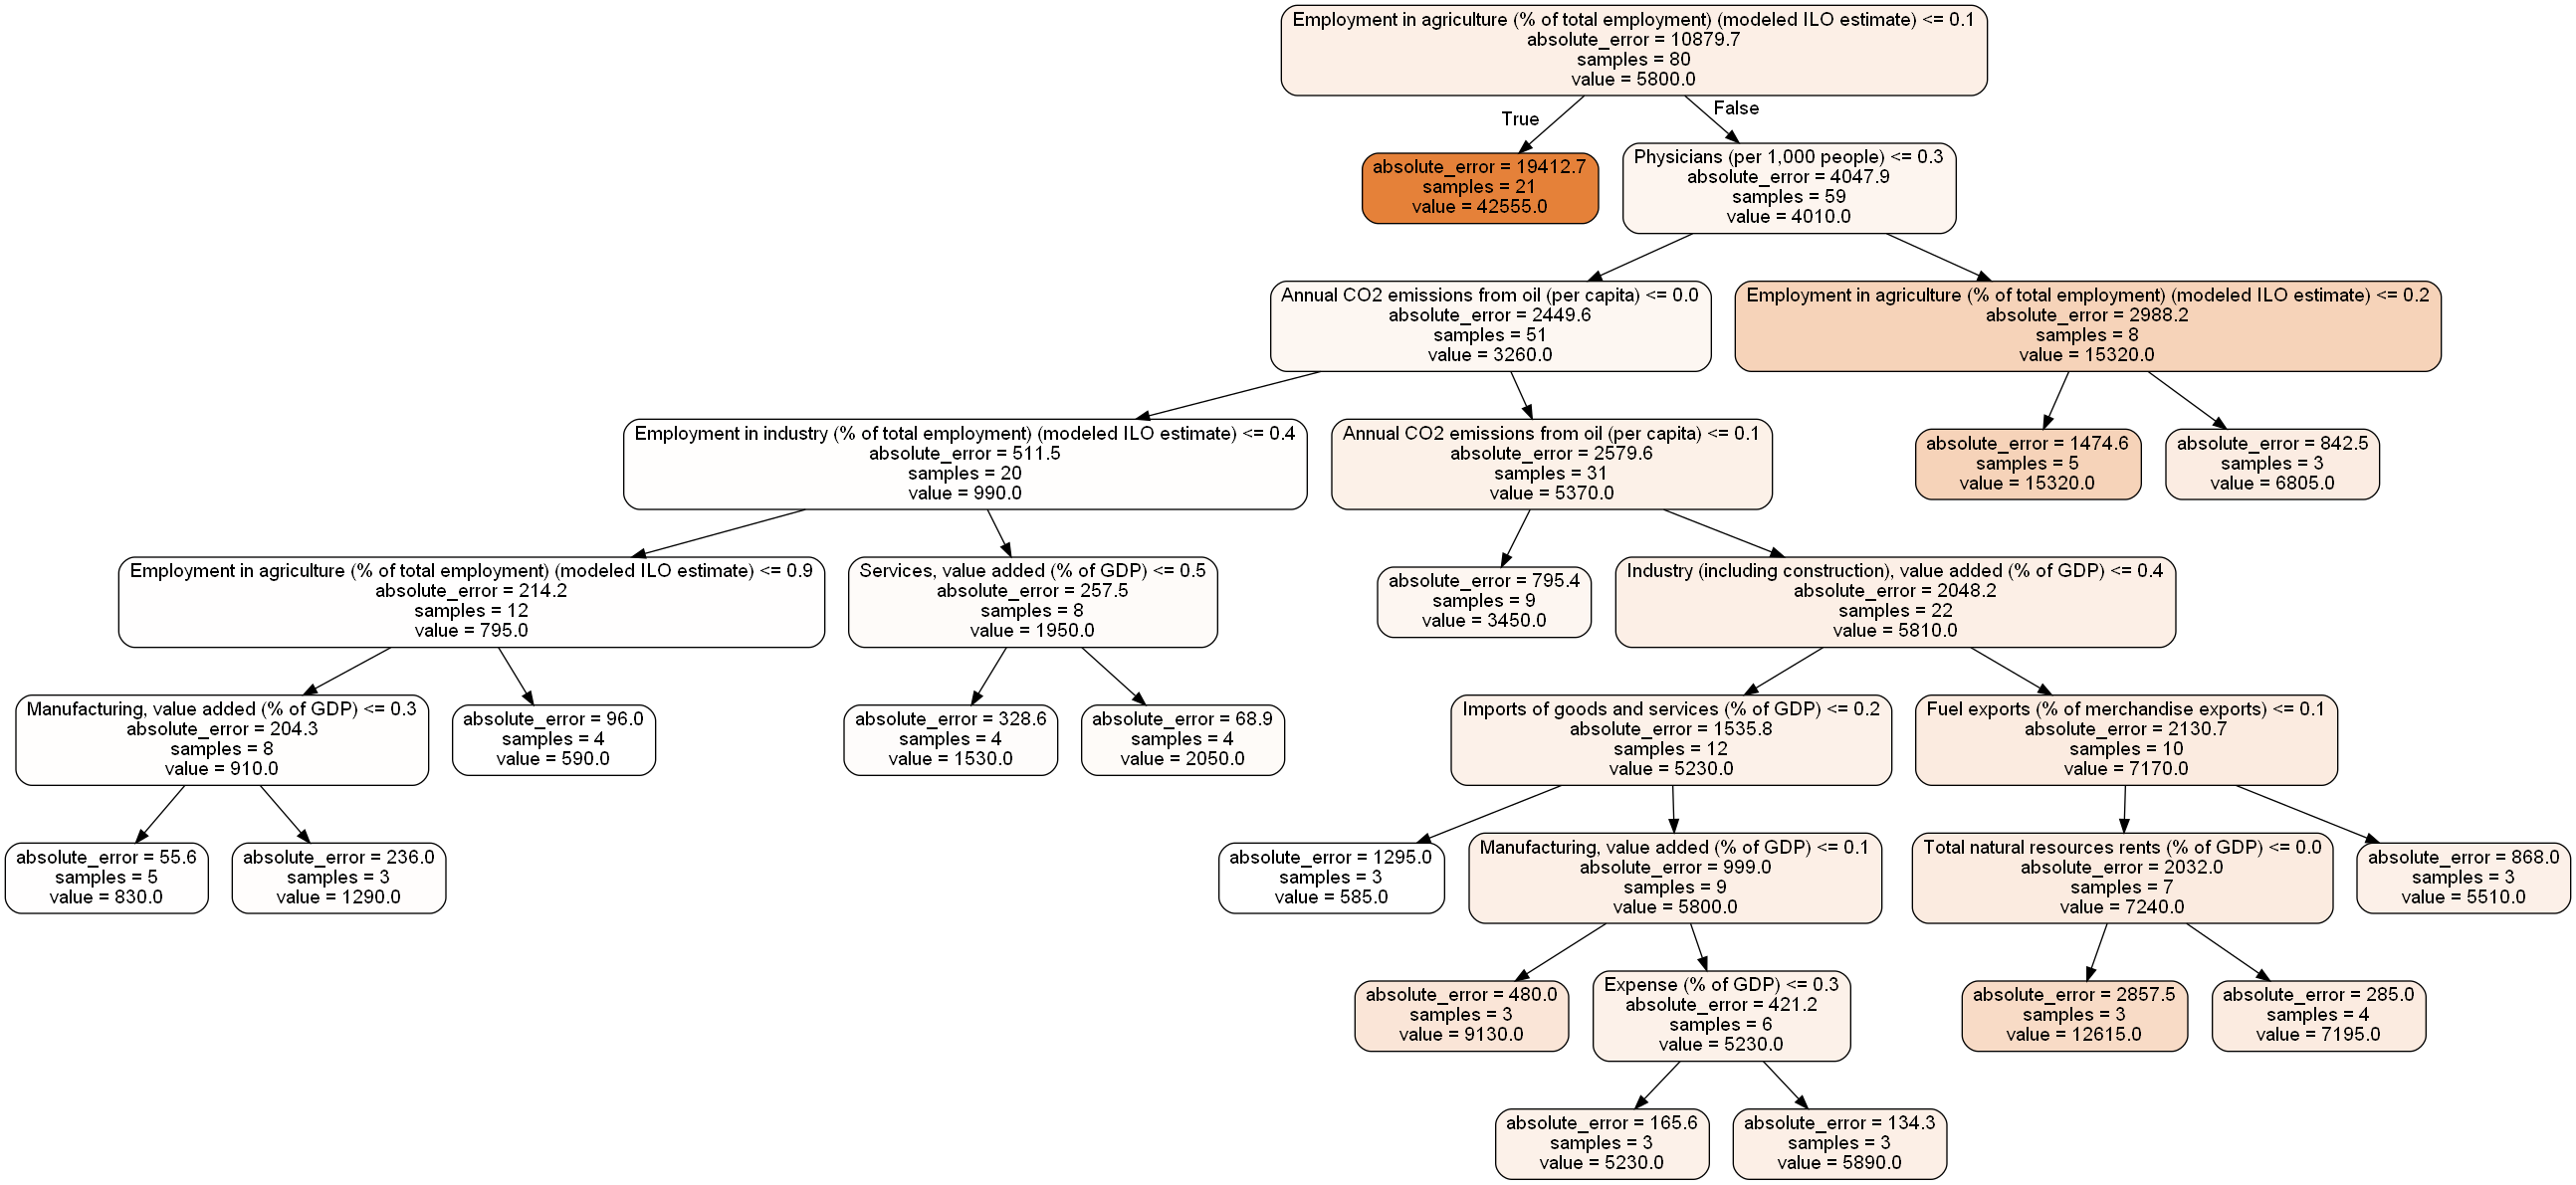 Employment in agriculture (% of total employment) (modeled ILO estimate) <= 0.1
absolute_error = 10879.7
samples = 80
value = 5800.0
True
False
absolute_error = 19412.7
samples = 21
value = 42555.0
Physicians (per 1,000 people) <= 0.3
absolute_error = 4047.9
samples = 59
value = 4010.0
Annual CO2 emissions from oil (per capita) <= 0.0
absolute_error = 2449.6
samples = 51
value = 3260.0
Employment in agriculture (% of total employment) (modeled ILO estimate) <= 0.2
absolute_error = 2988.2
samples = 8
value = 15320.0
Employment in industry (% of total employment) (modeled ILO estimate) <= 0.4
absolute_error = 511.5
samples = 20
value = 990.0
Annual CO2 emissions from oil (per capita) <= 0.1
absolute_error = 2579.6
samples = 31
value = 5370.0
absolute_error = 1474.6
samples = 5
value = 15320.0
absolute_error = 842.5
samples = 3
value = 6805.0
Employment in agriculture (% of total employment) (modeled ILO estimate) <= 0.9
absolute_error = 214.2
samples = 12
value = 795.0
Services, value added (% of GDP) <= 0.5
absolute_error = 257.5
samples = 8
value = 1950.0
absolute_error = 795.4
samples = 9
value = 3450.0
Industry (including construction), value added (% of GDP) <= 0.4
absolute_error = 2048.2
samples = 22
value = 5810.0
Manufacturing, value added (% of GDP) <= 0.3
absolute_error = 204.3
samples = 8
value = 910.0
absolute_error = 96.0
samples = 4
value = 590.0
absolute_error = 328.6
samples = 4
value = 1530.0
absolute_error = 68.9
samples = 4
value = 2050.0
Imports of goods and services (% of GDP) <= 0.2
absolute_error = 1535.8
samples = 12
value = 5230.0
Fuel exports (% of merchandise exports) <= 0.1
absolute_error = 2130.7
samples = 10
value = 7170.0
absolute_error = 55.6
samples = 5
value = 830.0
absolute_error = 236.0
samples = 3
value = 1290.0
absolute_error = 1295.0
samples = 3
value = 585.0
Manufacturing, value added (% of GDP) <= 0.1
absolute_error = 999.0
samples = 9
value = 5800.0
Total natural resources rents (% of GDP) <= 0.0
absolute_error = 2032.0
samples = 7
value = 7240.0
absolute_error = 868.0
samples = 3
value = 5510.0
absolute_error = 480.0
samples = 3
value = 9130.0
Expense (% of GDP) <= 0.3
absolute_error = 421.2
samples = 6
value = 5230.0
absolute_error = 2857.5
samples = 3
value = 12615.0
absolute_error = 285.0
samples = 4
value = 7195.0
absolute_error = 165.6
samples = 3
value = 5230.0
absolute_error = 134.3
samples = 3
value = 5890.0